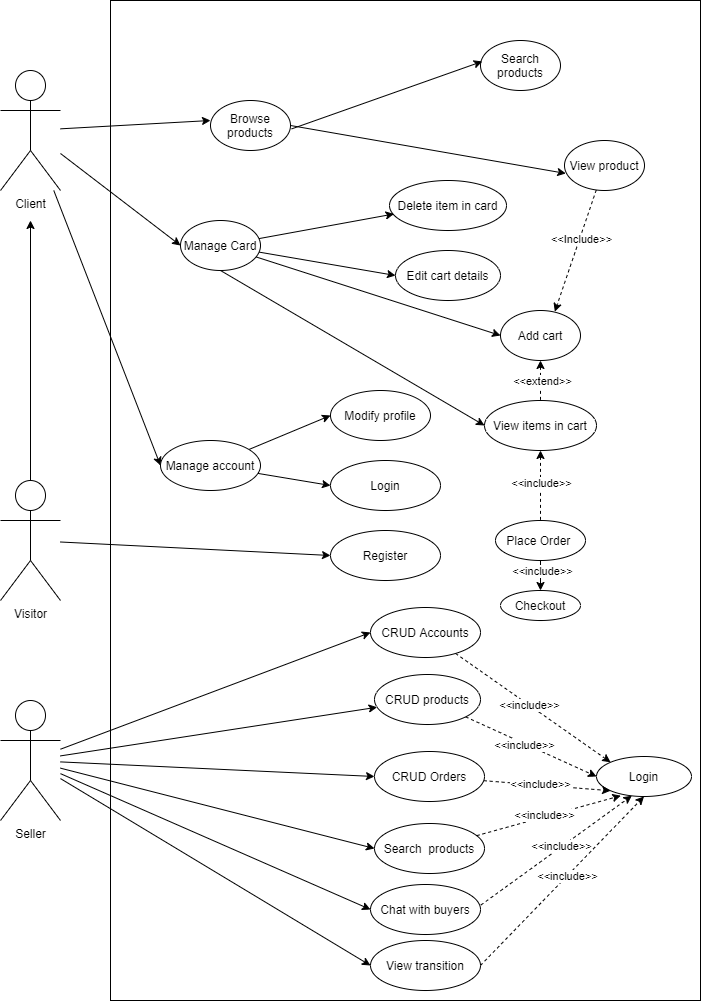 Search
products
Browse
products
View product
Client
Delete item in card
Manage Card
<<Include>>
Edit cart details
Add cart
<<extend>>
Modify profile
View items in cart
Manage account
Login
<<include>>
Place Order
Register
<<include>>
Checkout
Visitor
CRUD Accounts
CRUD products
<<include>>
<<include>>
CRUD Orders
Login
<<include>>
Seller
<<include>>
Search  products
<<include>>
<<include>>
Chat with buyers
View transition